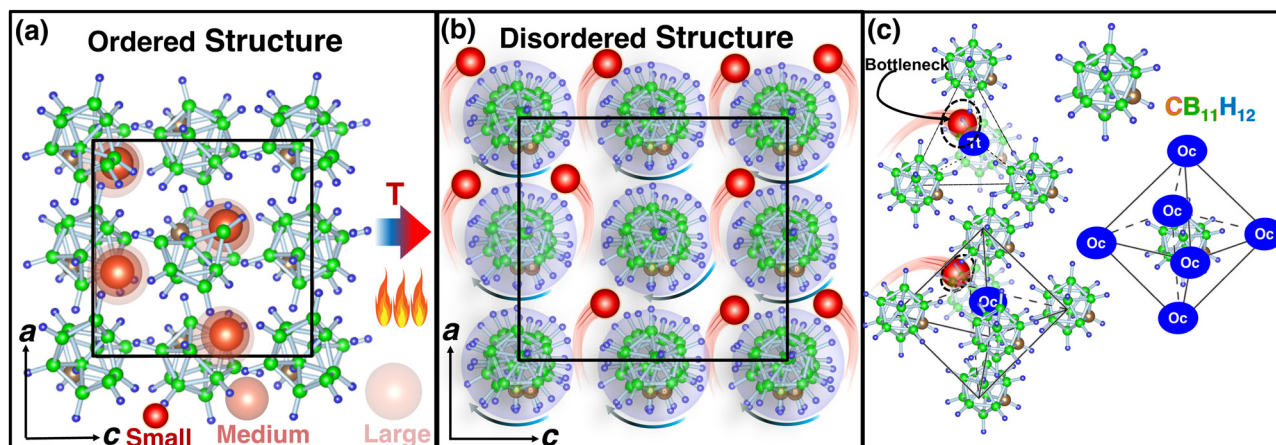 (a)
Ordered Structure
a
c
Small
Medium
Large
T
(b)
Disordered Structure
a
c
(c)
Bottleneck
Tt
Oc
CB₁₁H₁₂
Oc
Oc
Oc
Oc
Oc
Oc